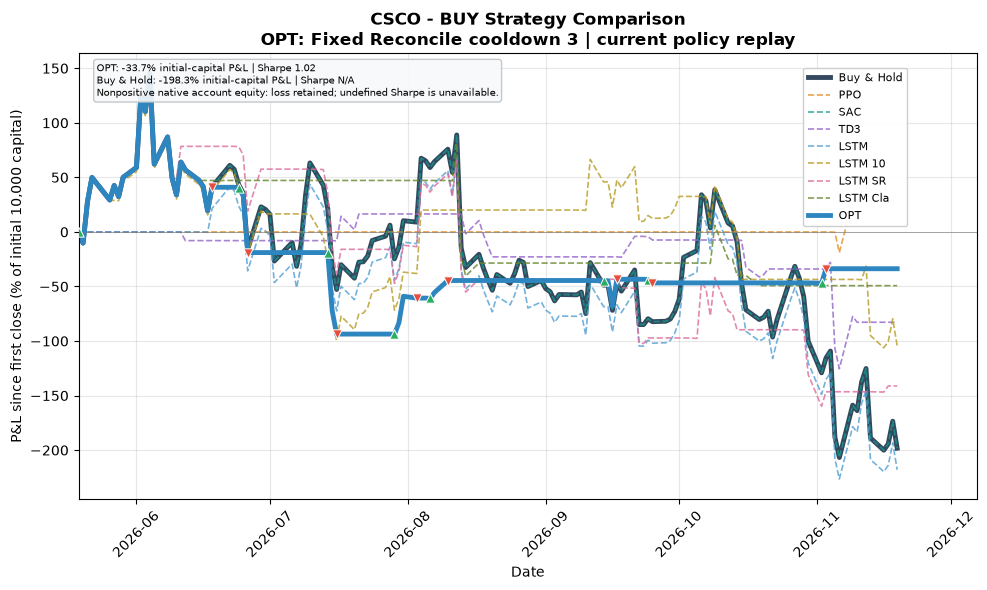 CSCO - BUY Strategy Comparison
OPT: Fixed Reconcile cooldown 3 | current policy replay
OPT: -33.7% initial-capital P&L | Sharpe 1.02
Buy & Hold: -198.3% initial-capital P&L | Sharpe N/A
Nonpositive native account equity: loss retained; undefined Sharpe is unavailable.
Buy & Hold
PPO
SAC
TD3
LSTM
LSTM 10
LSTM SR
LSTM Cla
OPT
P&L since first close (% of initial 10,000 capital)
150
100
50
0
−50
−100
−150
−200
2026-06
2026-07
2026-08
2026-09
2026-10
2026-11
2026-12
Date